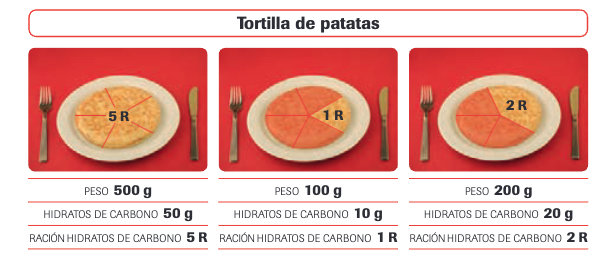 Tortilla de patatas
5 R
1 R
2 R
PESO 500 g
HIDRATOS DE CARBONO 50 g
RACIÓN HIDRATOS DE CARBONO 5 R
PESO 100 g
HIDRATOS DE CARBONO 10 g
RACIÓN HIDRATOS DE CARBONO 1 R
PESO 200 g
HIDRATOS DE CARBONO 20 g
RACIÓN HIDRATOS DE CARBONO 2 R